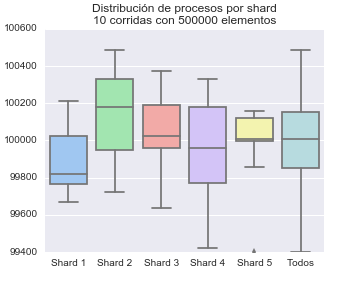 Distribución de procesos por shard
10 corridas con 500000 elementos
100600
100400
100200
100000
99800
99600
99400
Shard 1 Shard 2 Shard 3 Shard 4 Shard 5 Todos